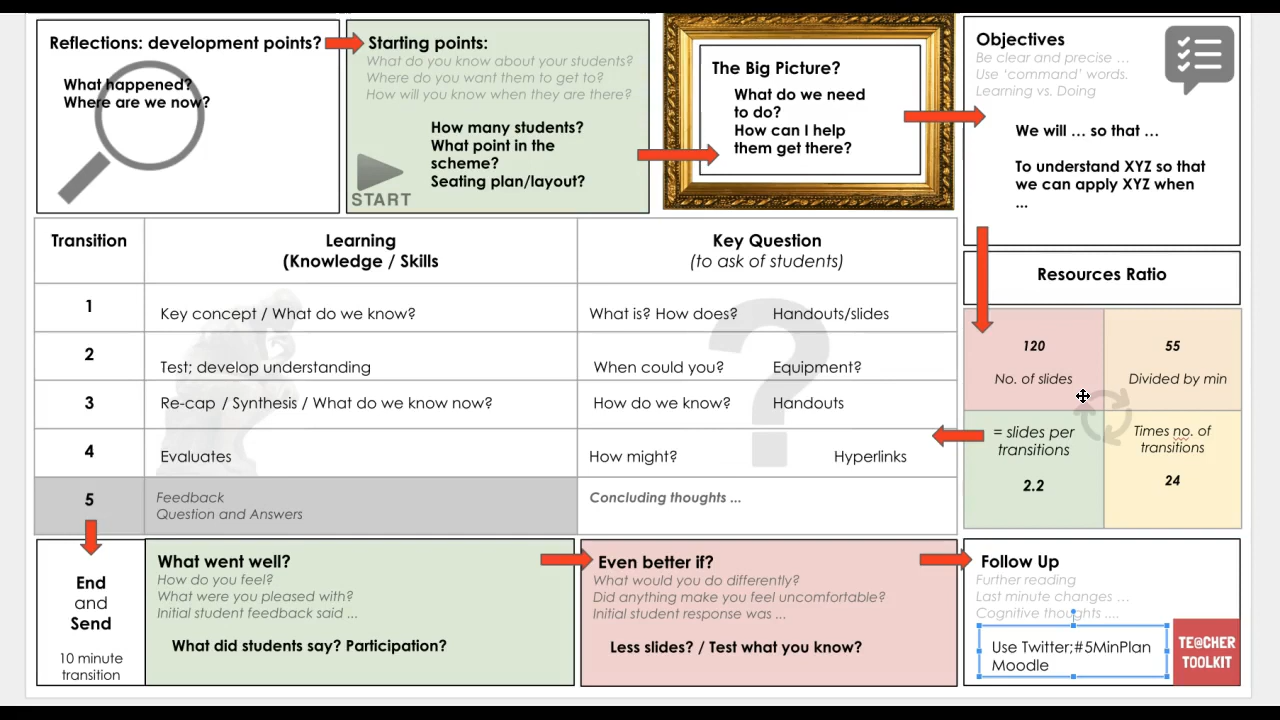 Reflections: development points?
What happened?
Where are we now?
Starting points:
What do you know about your students?
Where do you want them to get to?
How will you know when they are there?
How many students?
What point in the
scheme?
Seating plan/layout?
START
The Big Picture?
What do we need
to do?
How can I help
them get there?
Objectives
Be clear and precise ...
Use ‘command’ words.
Learning vs. Doing
We will ... so that ...
To understand XYZ so that
we can apply XYZ when
...
Transition
Learning
(Knowledge / Skills
Key Question
(to ask of students)
1
Key concept / What do we know?
What is? How does? Handouts/slides
2
Test; develop understanding
When could you? Equipment?
3
Re-cap / Synthesis / What do we know now?
How do we know? Handouts
4
Evaluates
How might? Hyperlinks
5
Feedback
Question and Answers
Concluding thoughts ...
Resources Ratio
120
No. of slides
55
Divided by min
= slides per
transitions
2.2
Times no. of
transitions
24
End
and
Send
10 minute
transition
What went well?
How do you feel?
What were you pleased with?
Initial student feedback said ...
What did students say? Participation?
Even better if?
What would you do differently?
Did anything make you feel uncomfortable?
Initial student response was ...
Less slides? / Test what you know?
Follow Up
Further reading
Last minute changes ...
Cognitive thoughts ....
Use Twitter;#5MinPlan
Moodle
TE@CHER
TOOLKIT